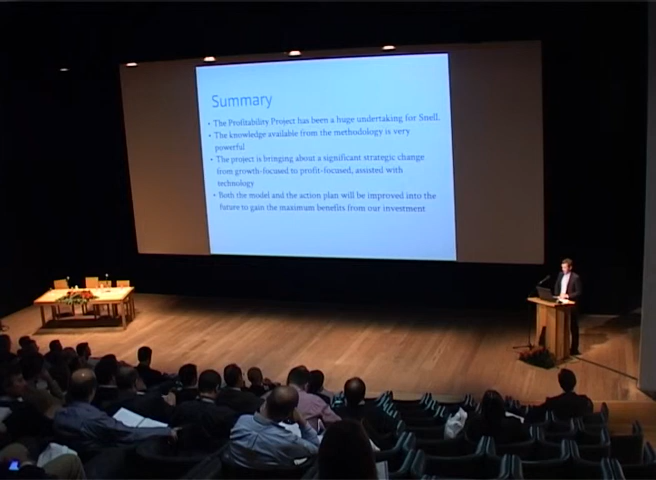 Summary
• The Profitability Project has been a huge undertaking for Snell.
• The knowledge available from the methodology is very
powerful
• The project is bringing about a significant strategic change
from growth-focused to profit-focused, assisted with
technology
• Both the model and the action plan will be improved into the
future to gain the maximum benefits from our investment